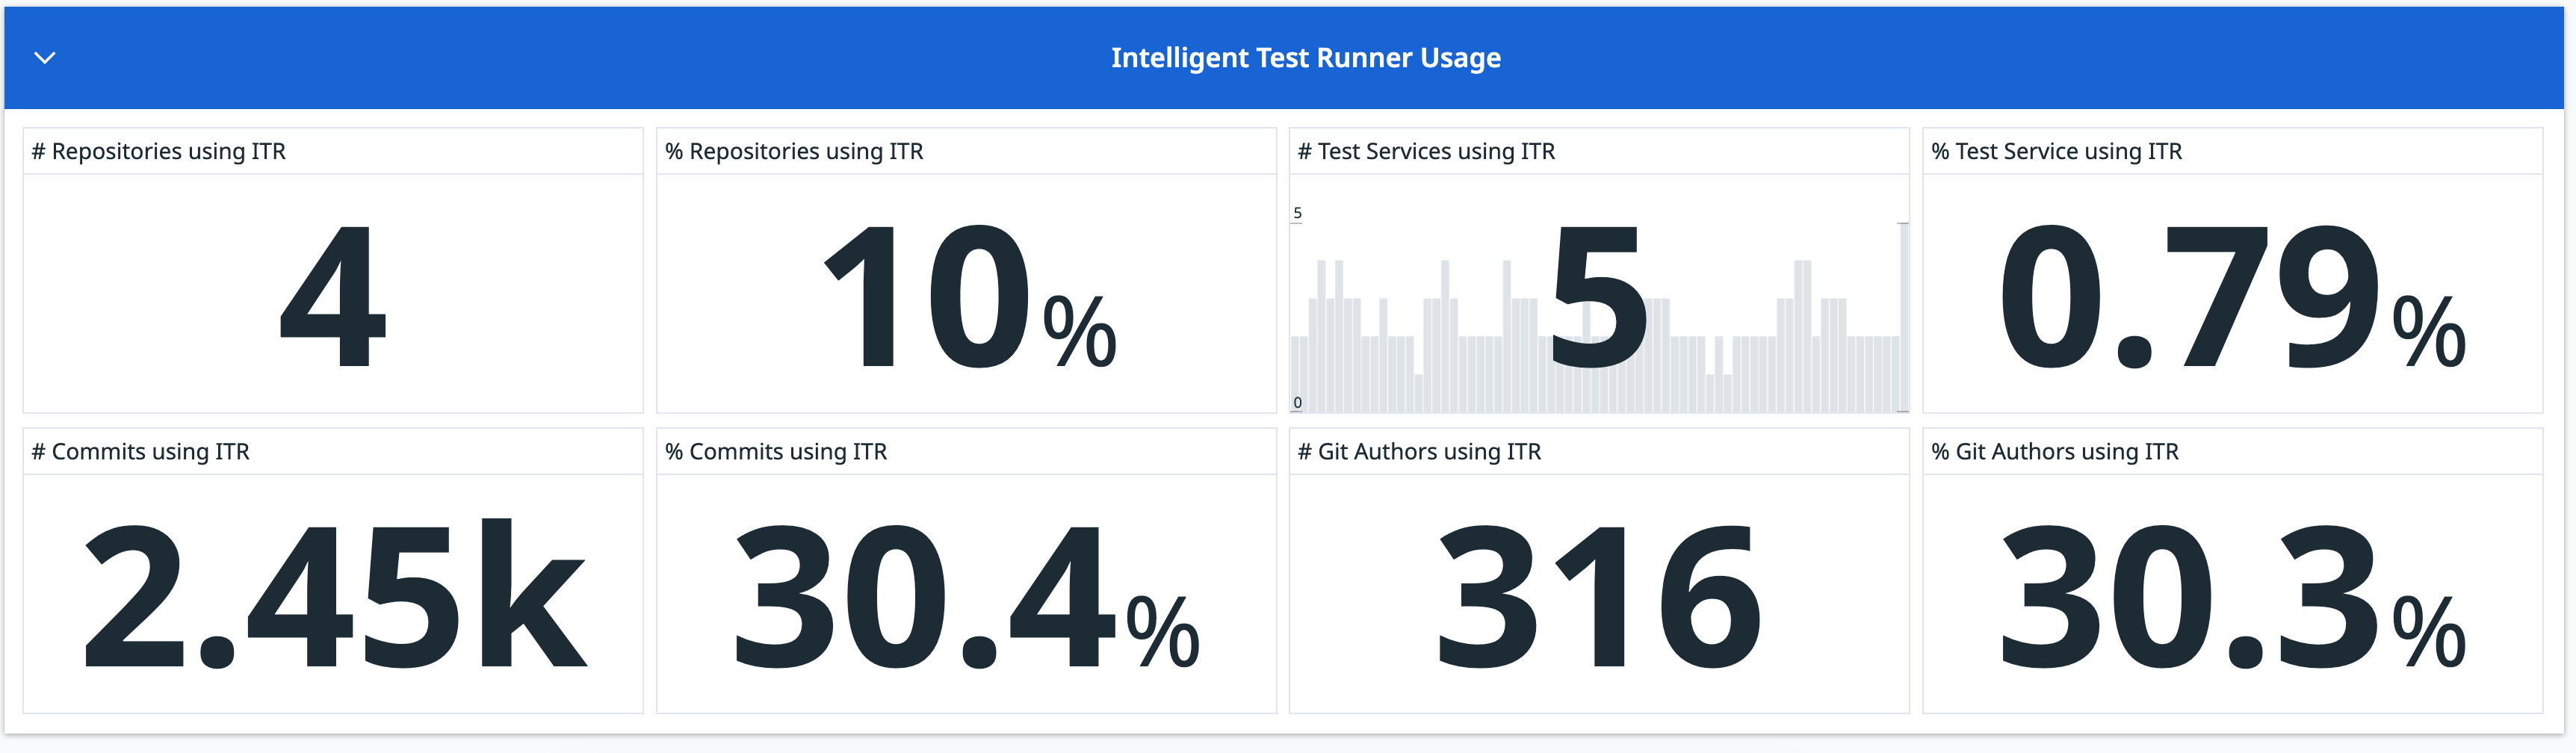 Intelligent Test Runner Usage
# Repositories using ITR
% Repositories using ITR
# Test Services using ITR
% Test Service using ITR
4
10%
5
0
5
0.79%
# Commits using ITR
% Commits using ITR
# Git Authors using ITR
% Git Authors using ITR
2.45k
30.4%
316
30.3%